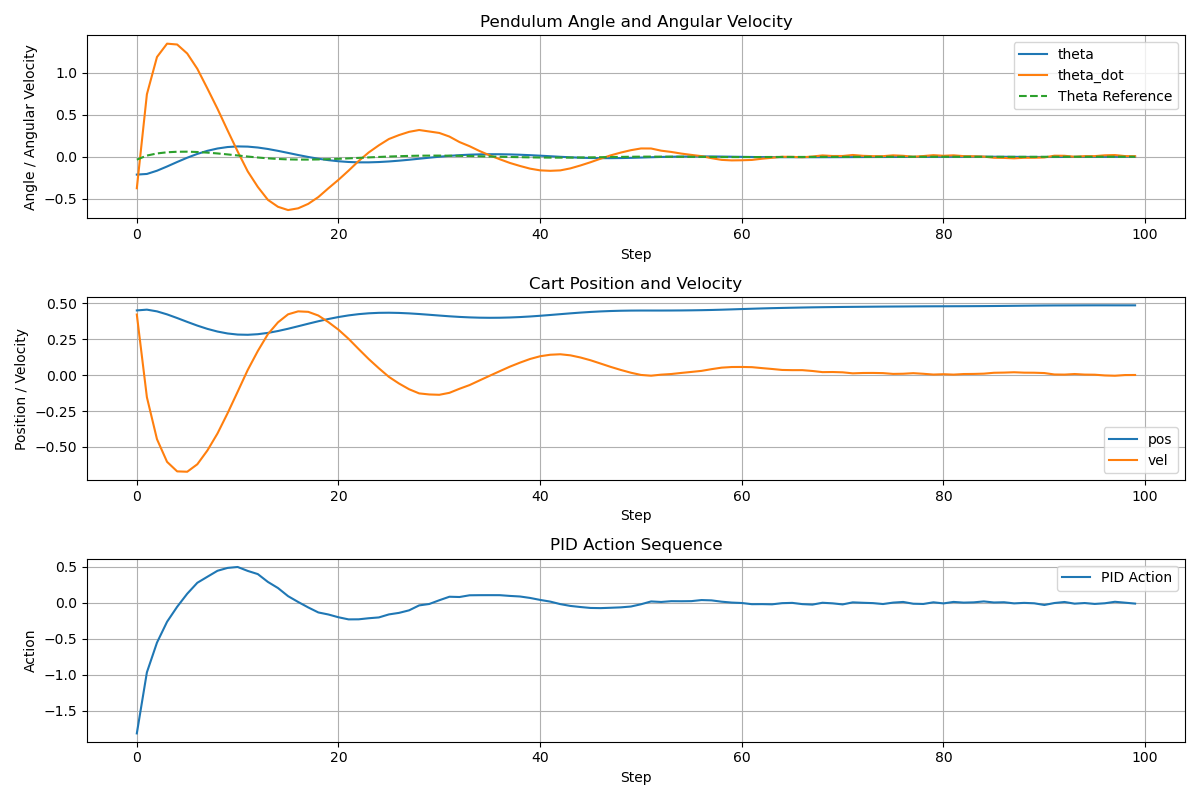 Pendulum Angle and Angular Velocity
Angle / Angular Velocity
1.0
0.5
0.0
−0.5
theta
theta_dot
Theta Reference
0 20 40 60 80 100
Step
Cart Position and Velocity
Position / Velocity
0.50
0.25
0.00
−0.25
−0.50
pos
vel
0 20 40 60 80 100
Step
PID Action Sequence
Action
0.5
0.0
−0.5
−1.0
−1.5
PID Action
0 20 40 60 80 100
Step